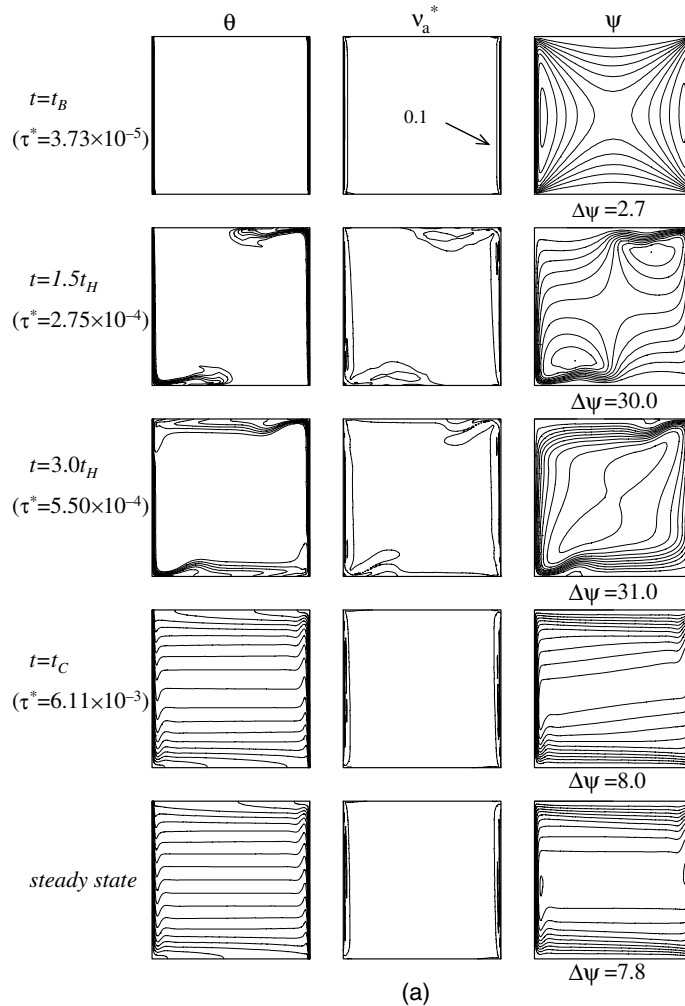 θ ν_a^* ψ
t=t_B
(τ^*=3.73×10^–5)
0.1
Δψ=2.7
t=1.5t_H
(τ^*=2.75×10^–4)
Δψ=30.0
t=3.0t_H
(τ^*=5.50×10^–4)
Δψ=31.0
t=t_C
(τ^*=6.11×10^–3)
Δψ=8.0
steady state
Δψ=7.8
(a)